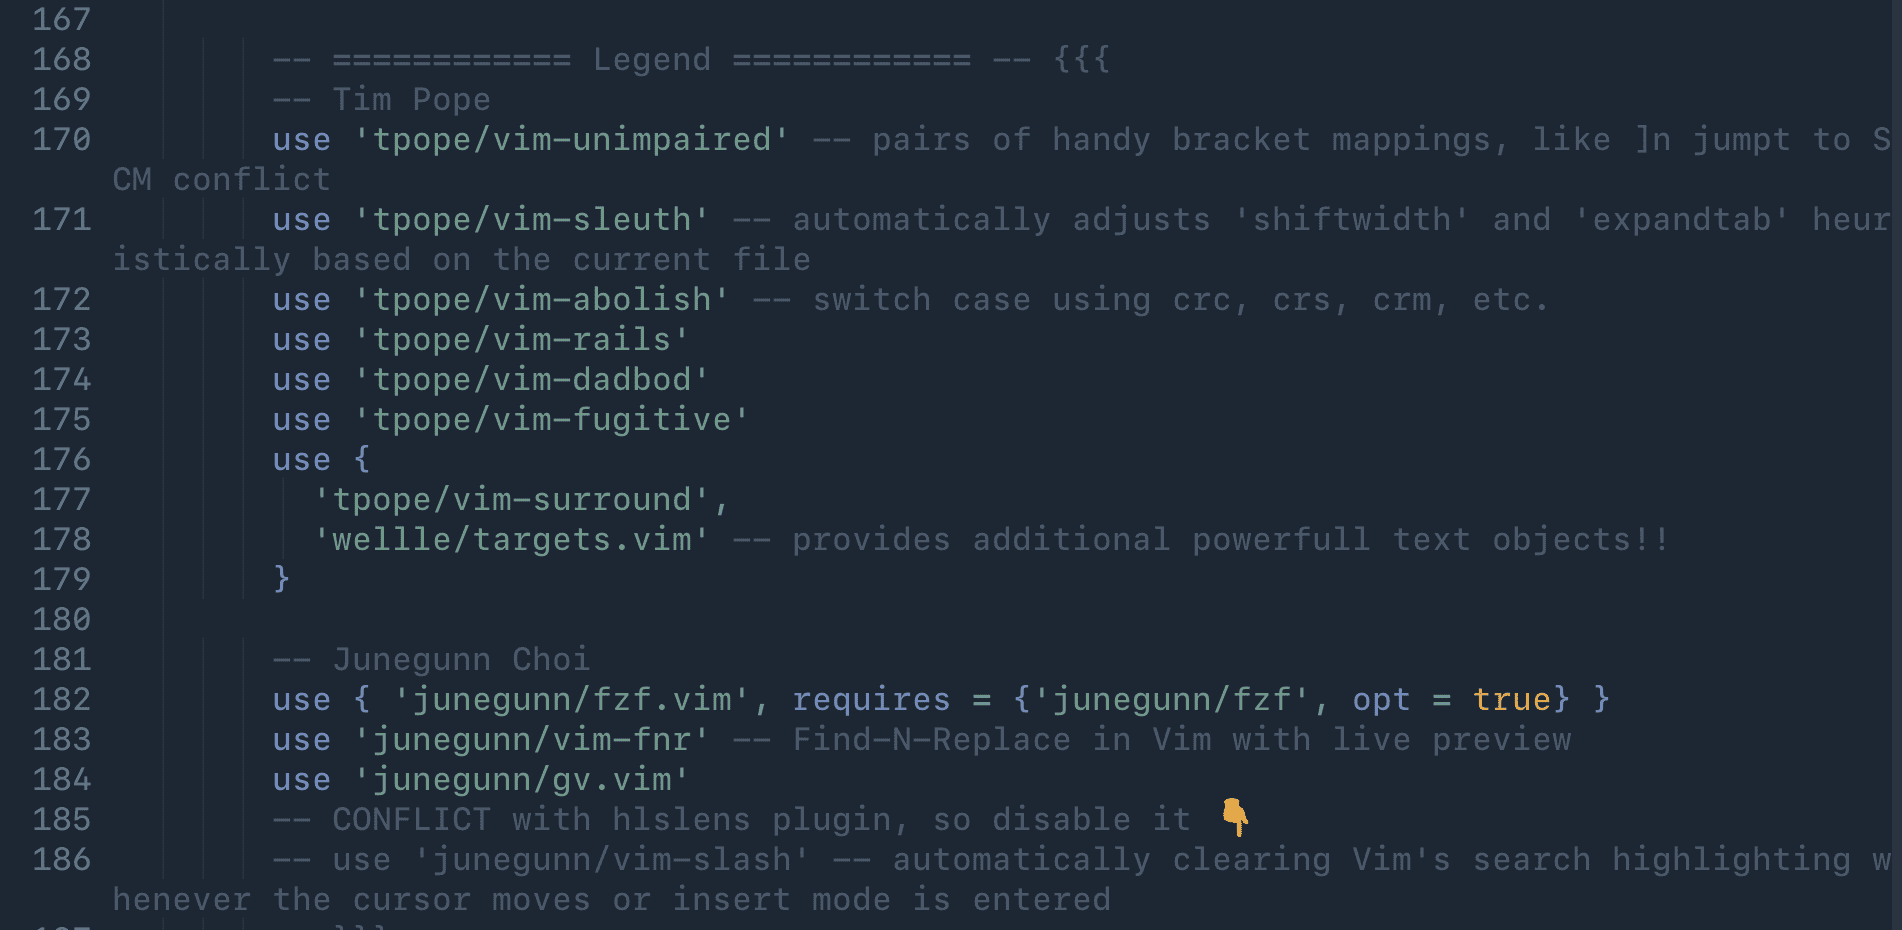 167
168 -- ============ Legend ============ -- {{{
169 -- Tim Pope
170 use 'tpope/vim-unimpaired' -- pairs of handy bracket mappings, like ]n jumpt to S
CM conflict
171 use 'tpope/vim-sleuth' -- automatically adjusts 'shiftwidth' and 'expandtab' heur
istically based on the current file
172 use 'tpope/vim-abolish' -- switch case using crc, crs, crm, etc.
173 use 'tpope/vim-rails'
174 use 'tpope/vim-dadbod'
175 use 'tpope/vim-fugitive'
176 use {
177 'tpope/vim-surround',
178 'wellle/targets.vim' -- provides additional powerfull text objects!!
179 }
180
181 -- Junegunn Choi
182 use { 'junegunn/fzf.vim', requires = {'junegunn/fzf', opt = true} }
183 use 'junegunn/vim-fnr' -- Find-N-Replace in Vim with live preview
184 use 'junegunn/gv.vim'
185 -- CONFLICT with hlslens plugin, so disable it 👇
186 -- use 'junegunn/vim-slash' -- automatically clearing Vim's search highlighting w
henever the cursor moves or insert mode is entered